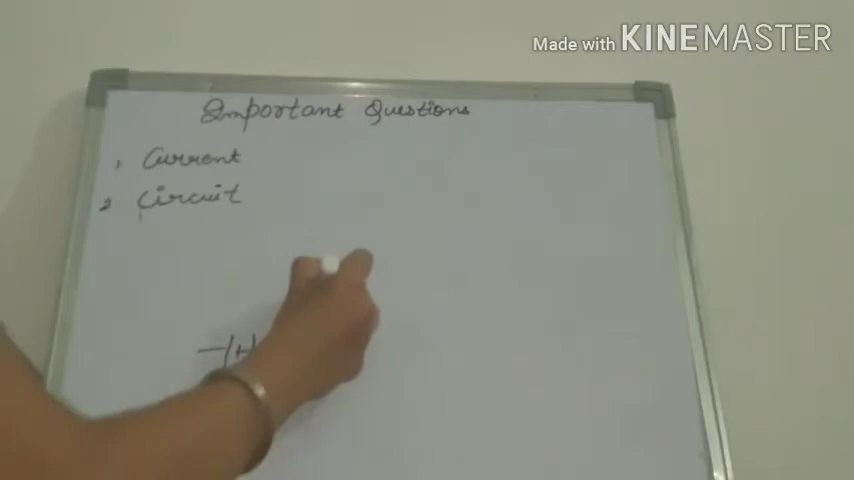 Made with KINEMASTER
Important Questions
1, Current
2, Circuit